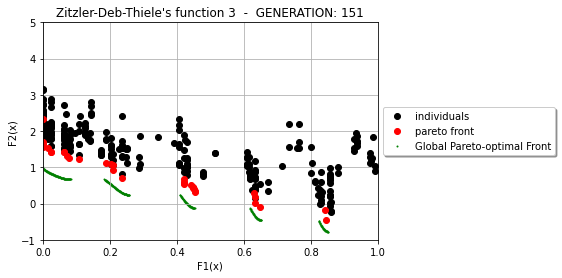 Zitzler-Deb-Thiele's function 3 - GENERATION: 151
5
4
3
2
1
0
−1
F2(x)
0.0 0.2 0.4 0.6 0.8 1.0
F1(x)
individuals
pareto front
Global Pareto-optimal Front